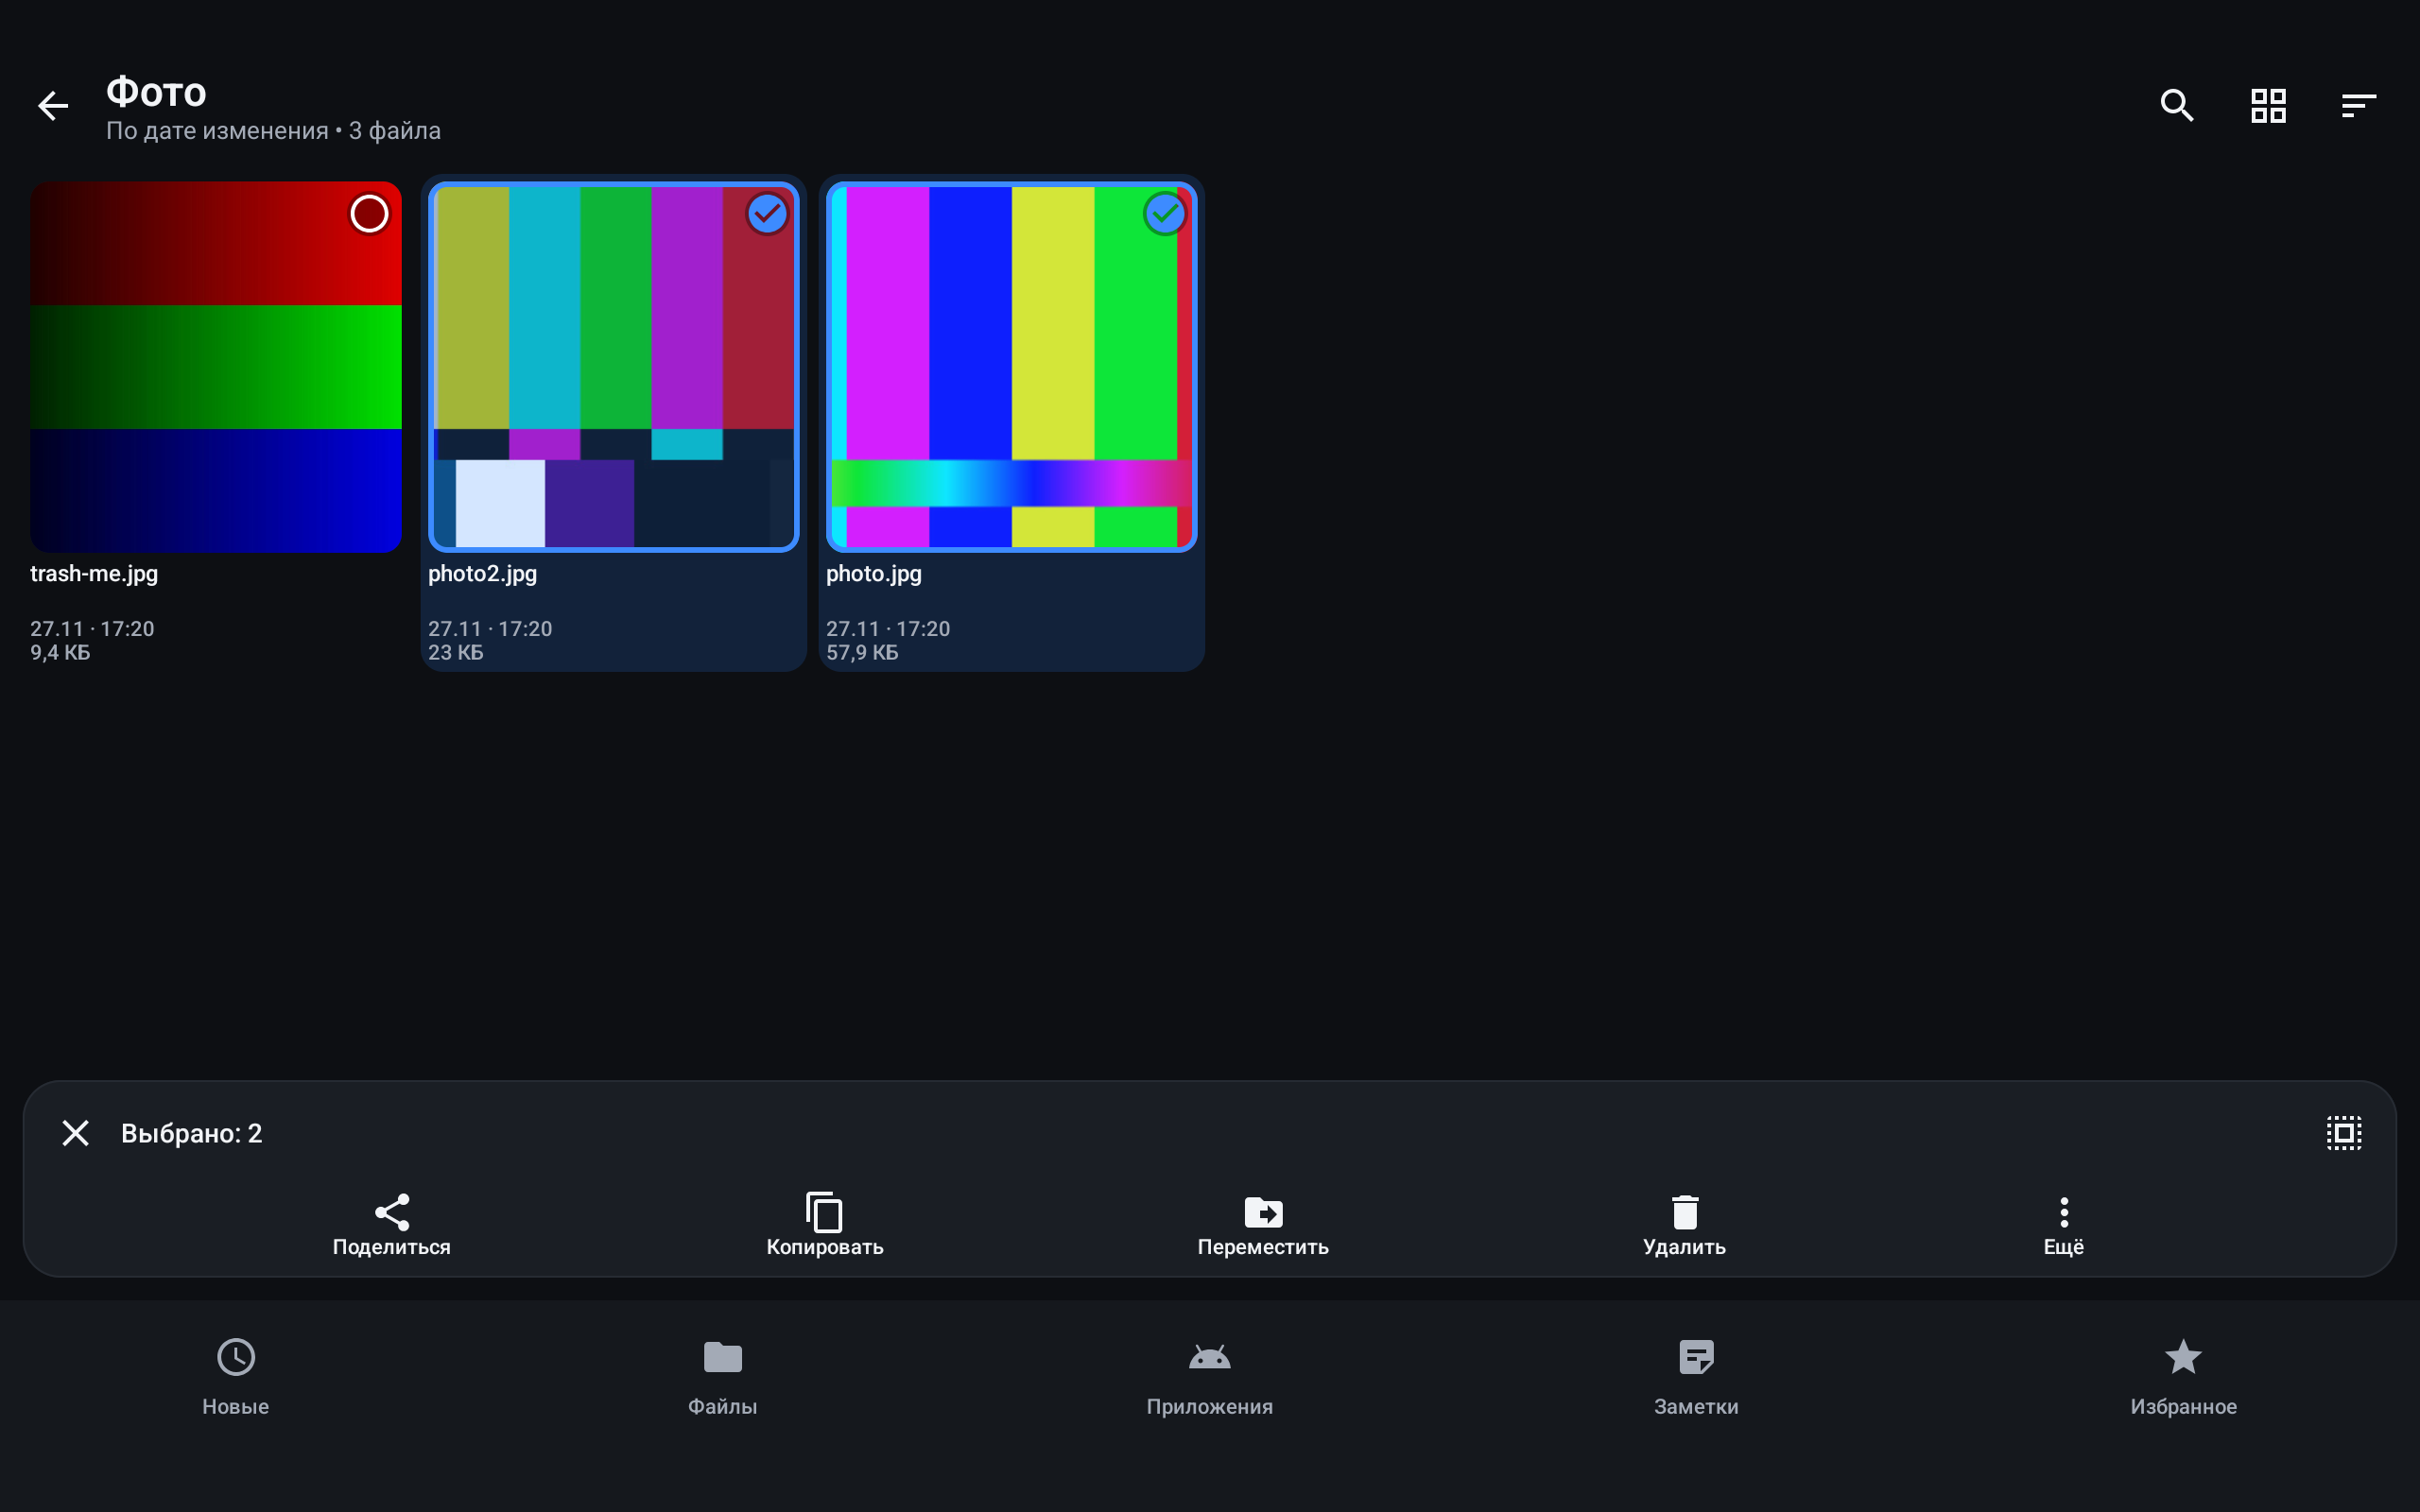 Фото
По дате изменения • 3 файла
trash-me.jpg
27.11 · 17:20
9,4 КБ
photo2.jpg
27.11 · 17:20
23 КБ
photo.jpg
27.11 · 17:20
57,9 КБ
Выбрано: 2
Поделиться
Копировать
Переместить
Удалить
Ещё
Новые
Файлы
Приложения
Заметки
Избранное